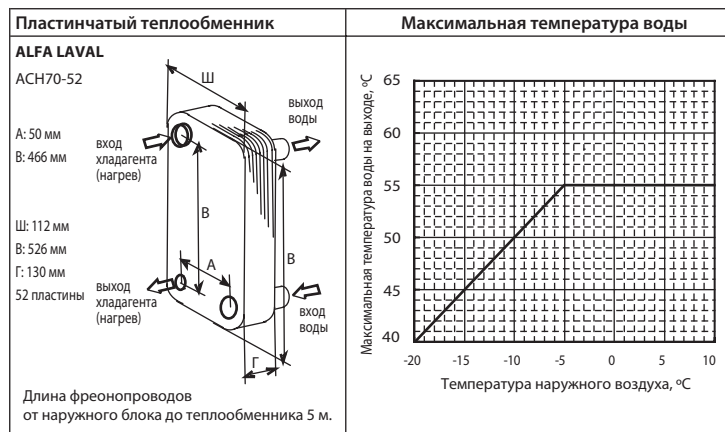 Пластинчатый теплообменник
Максимальная температура воды
ALFA LAVAL
ACH70-52
А: 50 мм
В: 466 мм
Ш: 112 мм
В: 526 мм
Г: 130 мм
52 пластины
Ш
выход
воды
вход
хладагента
(нагрев)
В
А
В
выход
хладагента
(нагрев)
вход
воды
Г
Длина фреонопроводов
от наружного блока до теплообменника 5 м.
Максимальная температура воды на выходе, ºС
65
60
55
50
45
40
-20 -15 -10 -5 0 5 10
Температура наружного воздуха, ºС